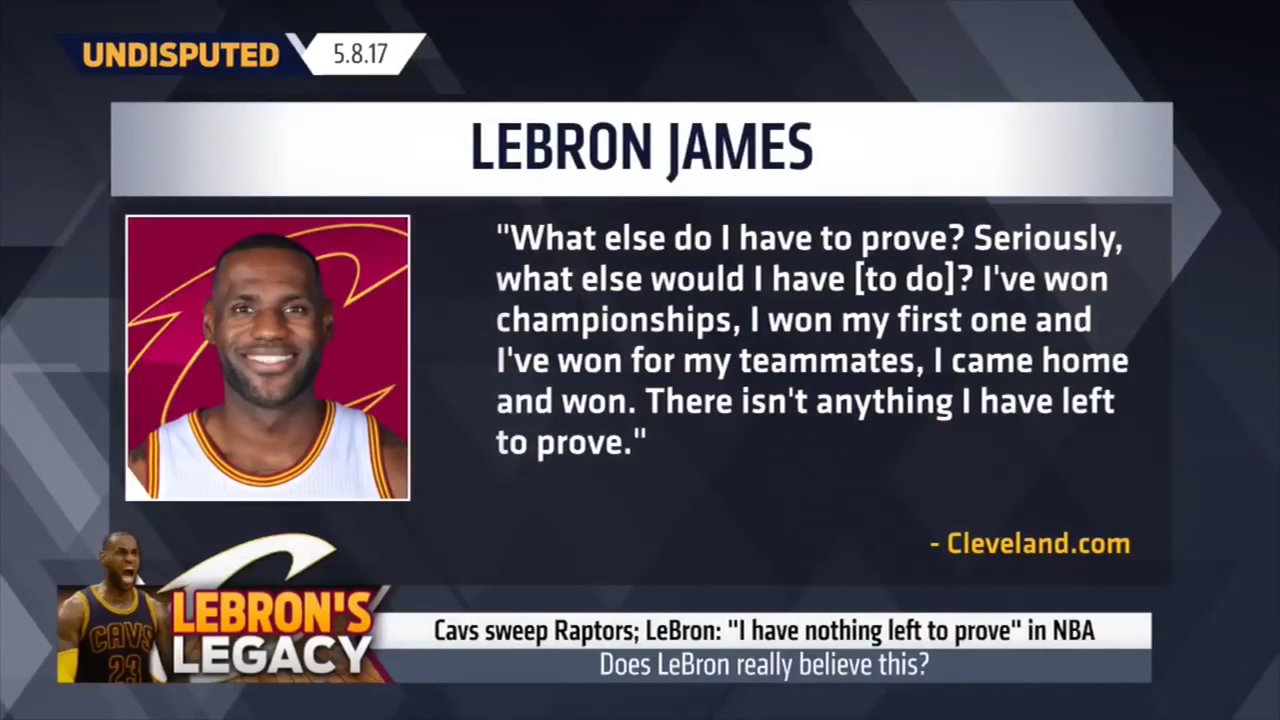 UNDISPUTED
5.8.17
LEBRON JAMES
"What else do I have to prove? Seriously,
what else would I have [to do]? I've won
championships, I won my first one and
I've won for my teammates, I came home
and won. There isn't anything I have left
to prove."
- Cleveland.com
CAVS
23
LEBRON'S
LEGACY
Cavs sweep Raptors; LeBron: "I have nothing left to prove" in NBA
Does LeBron really believe this?